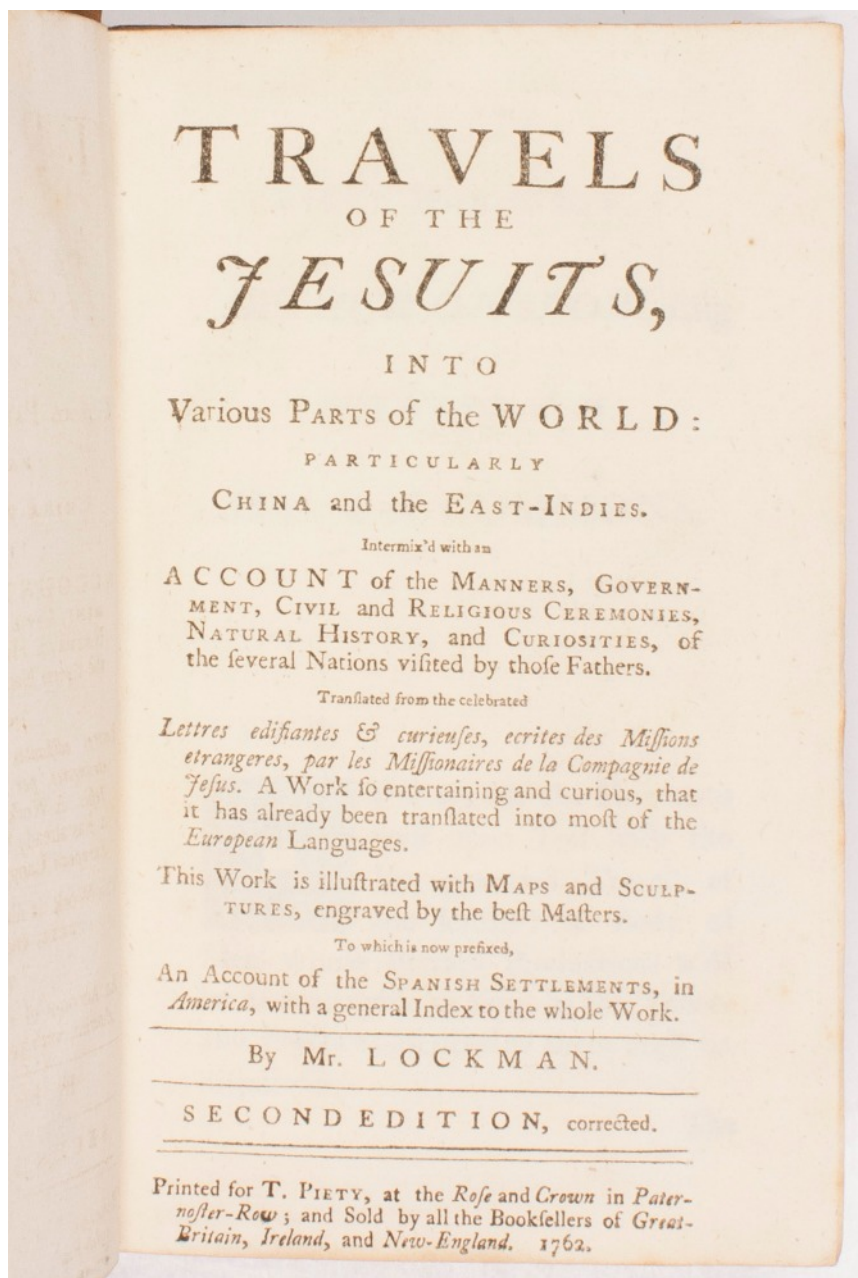 TRAVELS
OF THE
JESUITS,
INTO
Various PARTS of the WORLD:
PARTICULARLY
CHINA and the EAST-INDIES.
Intermix'd with an
ACCOUNT of the MANNERS, GOVERN-
MENT, CIVIL and RELIGIOUS CEREMONIES,
NATURAL HISTORY, and CURIOSITIES, of
the ſeveral Nations viſited by thoſe Fathers.
Tranſlated from the celebrated
Lettres edifiantes & curieuſes, ecrites des Miſſions
etrangeres, par les Miſſionaires de la Compagnie de
Jeſus. A Work ſo entertaining and curious, that
it has already been tranſlated into moſt of the
European Languages.
This Work is illuſtrated with MAPS and SCULP-
TURES, engraved by the beſt Maſters.
To which is now prefixed,
An Account of the SPANISH SETTLEMENTS, in
America, with a general Index to the whole Work.
By Mr. LOCKMAN.
SECOND EDITION, corrected.
Printed for T. PIETY, at the Roſe and Crown in Pater-
noſter-Row; and Sold by all the Bookſellers of Great-
Britain, Ireland, and New-England. 1762.